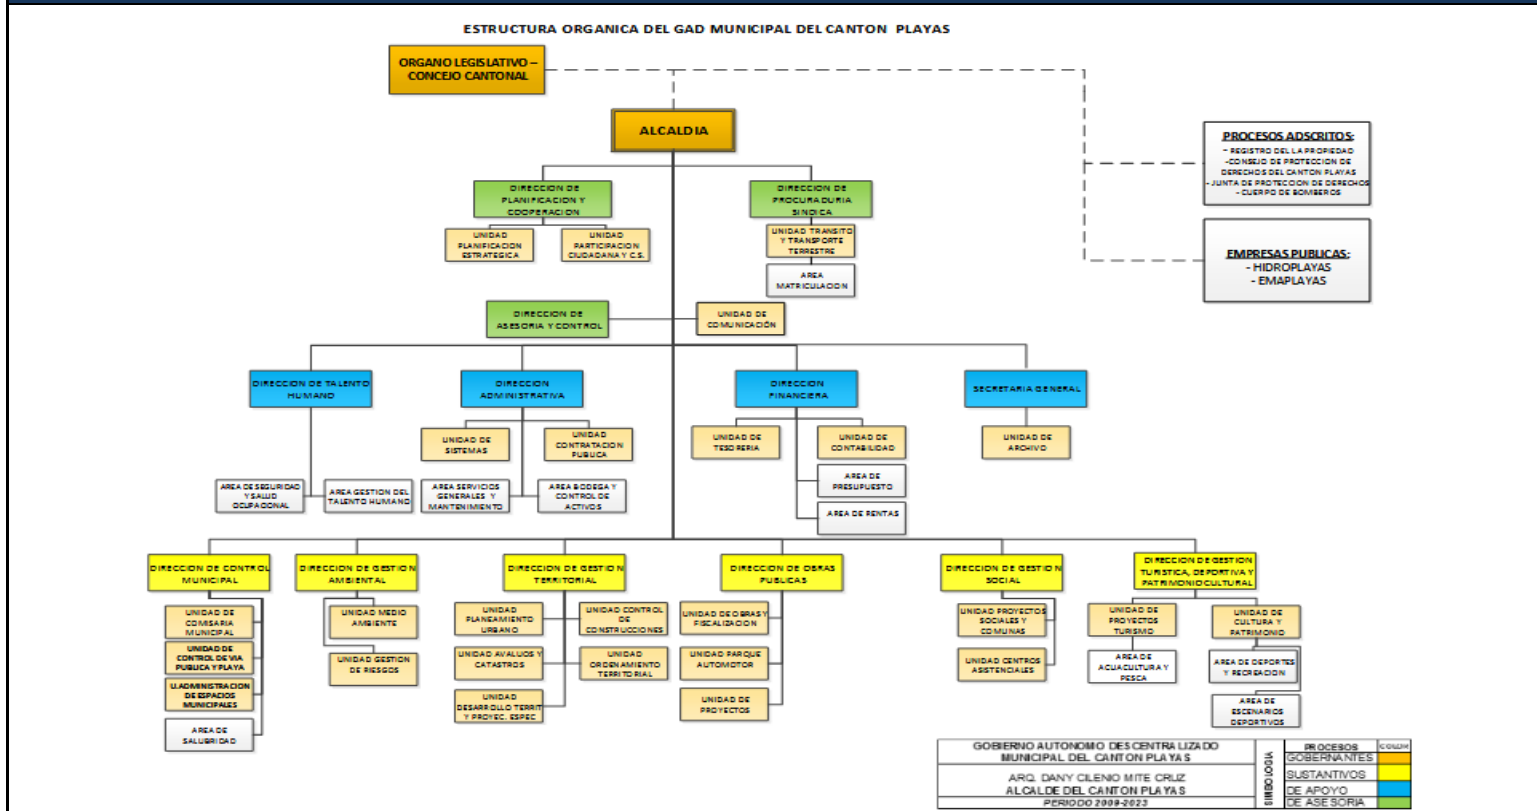 ESTRUCTURA ORGANICA DEL GAD MUNICIPAL DEL CANTON PLAYAS
ORGANO LEGISLATIVO –
CONCEJO CANTONAL
ALCALDIA
PROCESOS ADSCRITOS:
- REGISTRO DEL LA PROPIEDAD
-CONSEJO DE PROTECCION DE
DERECHOS DEL CANTON PLAYAS
- JUNTA DE PROTECCION DE DERECHOS
- CUERPO DE BOMBEROS
EMPRESAS PUBLICAS:
- HIDROPLAYAS
- EMAPLAYAS
DIRECCION DE
PLANIFICACION Y
COOPERACION
DIRECCION DE
PROCURADURIA
SINDICA
UNIDAD
PLANIFICACION
ESTRATEGICA
UNIDAD
PARTICIPACION
CIUDADANA Y C.S.
UNIDAD TRANSITO
Y TRANSPORTE
TERRESTRE
AREA
MATRICULACION
DIRECCION DE
ASESORIA Y CONTROL
UNIDAD DE
COMUNICACIÓN
DIRECCION DE TALENTO
HUMANO
DIRECCION
ADMINISTRATIVA
DIRECCION
FINANCIERA
SECRETARIA GENERAL
UNIDAD DE
SISTEMAS
UNIDAD
CONTRATACION
PUBLICA
UNIDAD DE
TESORERIA
UNIDAD DE
CONTABILIDAD
UNIDAD DE
ARCHIVO
AREA DE SEGURIDAD
Y SALUD
OCUPACIONAL
AREA GESTION DEL
TALENTO HUMANO
AREA SERVICIOS
GENERALES Y
MANTENIMIENTO
AREA BODEGA Y
CONTROL DE
ACTIVOS
AREA DE
PRESUPUESTO
AREA DE RENTAS
DIRECCION DE CONTROL
MUNICIPAL
DIRECCION DE GESTION
AMBIENTAL
DIRECCION DE GESTION
TERRITORIAL
DIRECCION DE OBRAS
PUBLICAS
DIRECCION DE GESTION
SOCIAL
DIRECCION DE GESTION
TURISTICA, DEPORTIVA Y
PATRIMONIO CULTURAL
UNIDAD DE
COMISARIA
MUNICIPAL
UNIDAD DE
CONTROL DE VIA
PUBLICA Y PLAYA
U.ADMINISTRACION
DE ESPACIOS
MUNICIPALES
AREA DE
SALUBRIDAD
UNIDAD MEDIO
AMBIENTE
UNIDAD GESTION
DE RIESGOS
UNIDAD
PLANEAMIENTO
URBANO
UNIDAD CONTROL
DE
CONSTRUCCIONES
UNIDAD AVALUOS Y
CATASTROS
UNIDAD
ORDENAMIENTO
TERRITORIAL
UNIDAD
DESARROLLO TERRIT
Y PROYEC. ESPEC
UNIDAD DE OBRAS Y
FISCALIZACION
UNIDAD PARQUE
AUTOMOTOR
UNIDAD DE
PROYECTOS
UNIDAD PROYECTOS
SOCIALES Y
COMUNAS
UNIDAD CENTROS
ASISTENCIALES
UNIDAD DE
PROYECTOS
TURISMO
AREA DE
ACUACULTURA Y
PESCA
UNIDAD DE
CULTURA Y
PATRIMONIO
AREA DE DEPORTES
Y RECREACION
AREA DE
ESCENARIOS
DEPORTIVOS
GOBIERNO AUTONOMO DESCENTRALIZADO
MUNICIPAL DEL CANTON PLAYAS
ARQ. DANY CILENIO MITE CRUZ
ALCALDE DEL CANTON PLAYAS
PERIODO 2009-2023
SIMBOLOGIA
PROCESOS COLOR
GOBERNANTES
SUSTANTIVOS
DE APOYO
DE ASESORIA